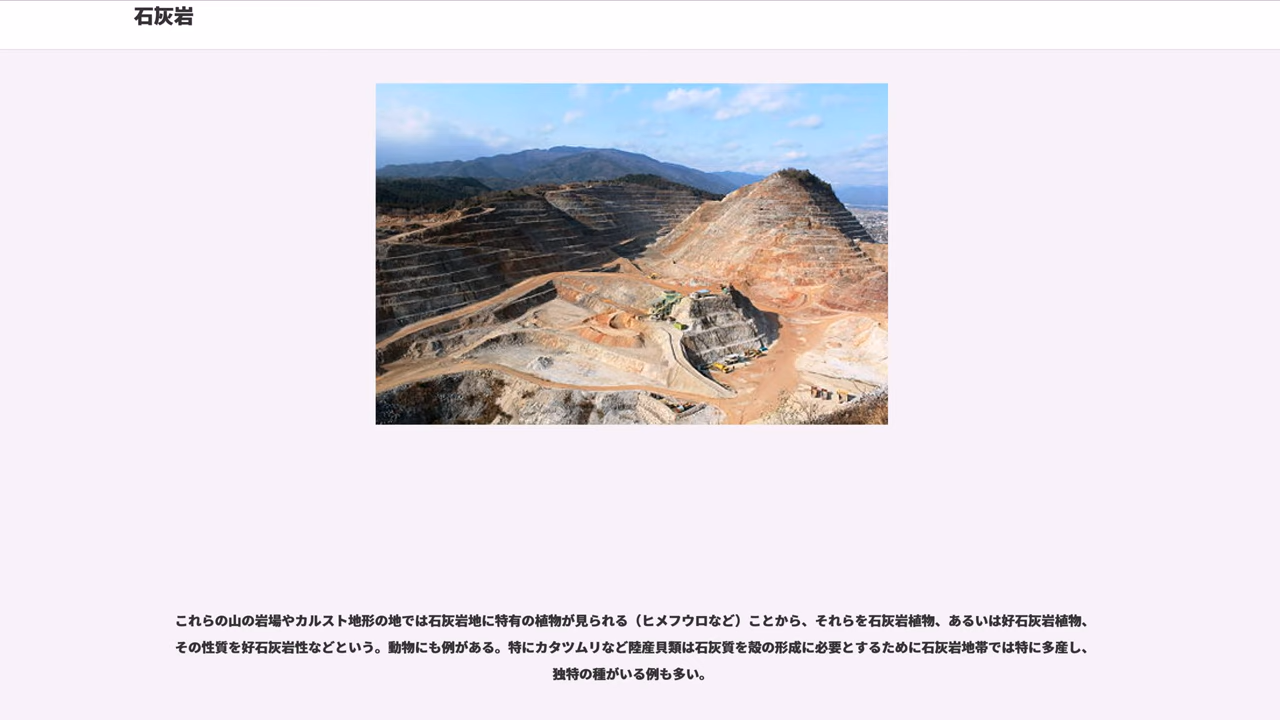 石灰岩
これらの山の岩場やカルスト地形の地では石灰岩地に特有の植物が見られる（ヒメフウロなど）ことから、それらを石灰岩植物、あるいは好石灰岩植物、
その性質を好石灰岩性などという。動物にも例がある。特にカタツムリなど陸産貝類は石灰質を殻の形成に必要とするために石灰岩地帯では特に多産し、
独特の種がいる例も多い。